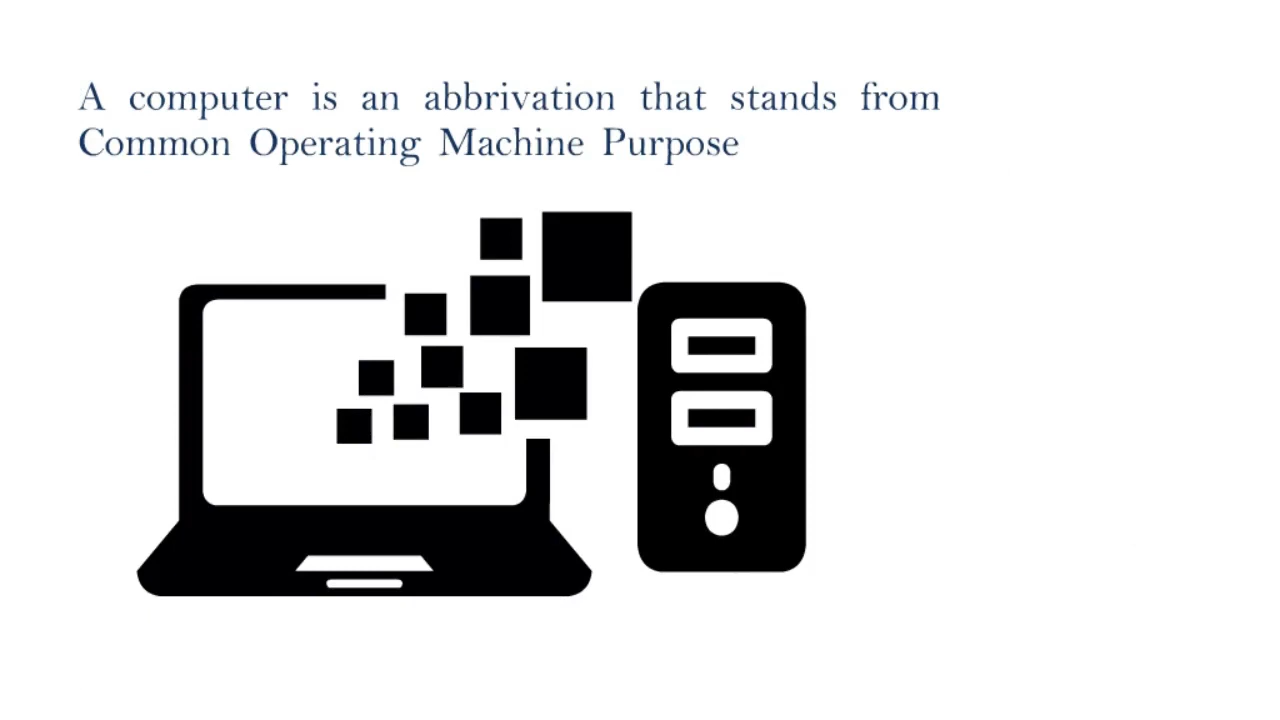 A computer is an abbrivation that stands from
Common Operating Machine Purpose